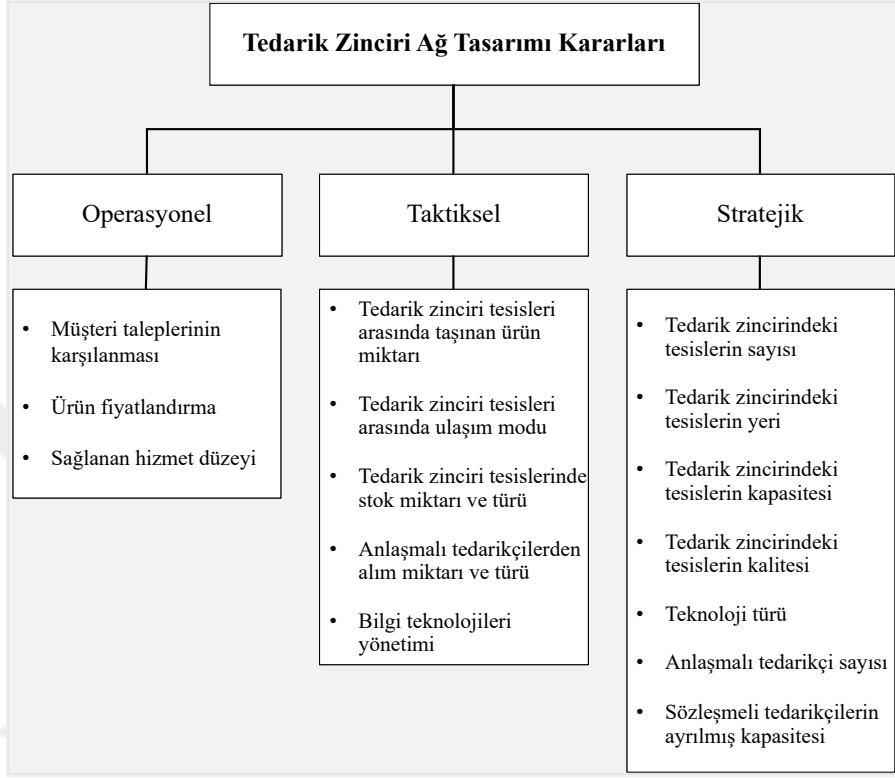 Tedarik Zinciri Ağ Tasarımı Kararları
Operasyonel
• Müşteri taleplerinin
karşılanması
• Ürün fiyatlandırma
• Sağlanan hizmet düzeyi
Taktiksel
• Tedarik zinciri tesisleri
arasında taşınan ürün
miktarı
• Tedarik zinciri tesisleri
arasında ulaşım modu
• Tedarik zinciri tesislerinde
stok miktarı ve türü
• Anlaşmalı tedarikçilerden
alım miktarı ve türü
• Bilgi teknolojileri
yönetimi
Stratejik
• Tedarik zincirindeki
tesislerin sayısı
• Tedarik zincirindeki
tesislerin yeri
• Tedarik zincirindeki
tesislerin kapasitesi
• Tedarik zincirindeki
tesislerin kalitesi
• Teknoloji türü
• Anlaşmalı tedarikçi sayısı
• Sözleşmeli tedarikçilerin
ayrılmış kapasitesi